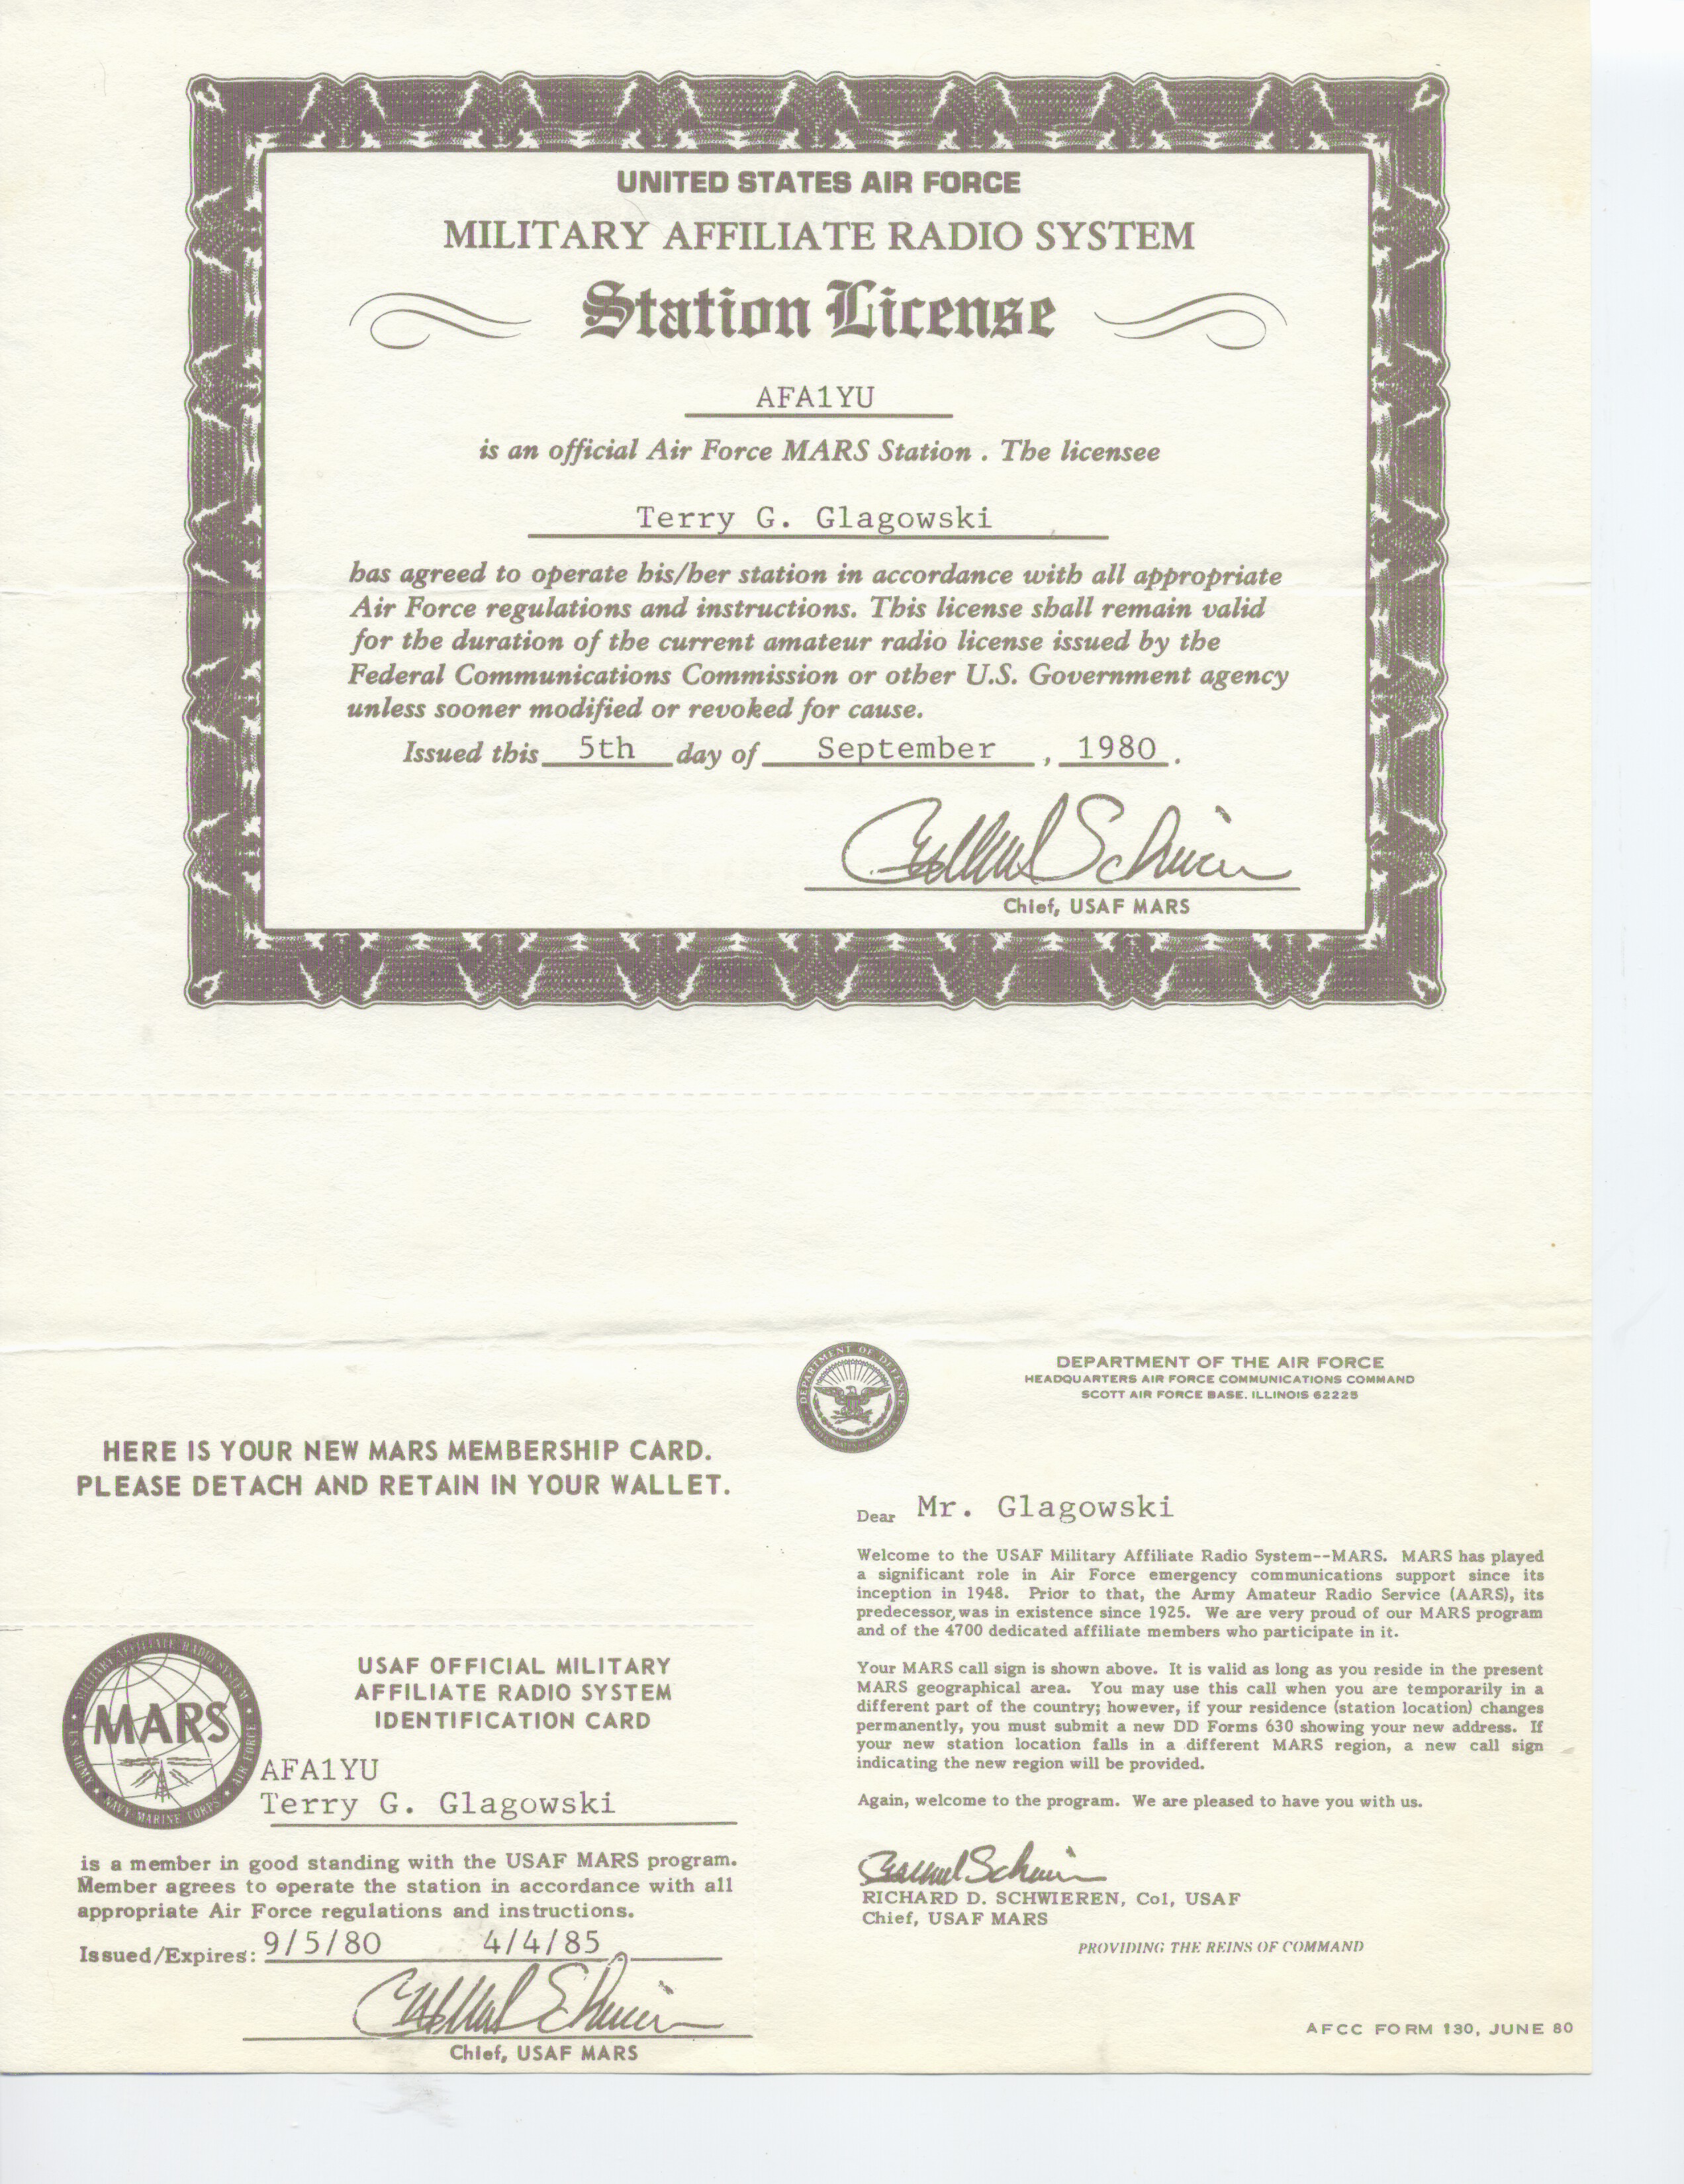 UNITED STATES AIR FORCE
MILITARY AFFILIATE RADIO SYSTEM
Station License
AFA1YU
is an official Air Force MARS Station . The licensee
Terry G. Glagowski
has agreed to operate his/her station in accordance with all appropriate
Air Force regulations and instructions. This license shall remain valid
for the duration of the current amateur radio license issued by the
Federal Communications Commission or other U.S. Government agency
unless sooner modified or revoked for cause.
Issued this 5th day of September , 1980 .
Chief, USAF MARS
HERE IS YOUR NEW MARS MEMBERSHIP CARD.
PLEASE DETACH AND RETAIN IN YOUR WALLET.
MILITARY AFFILIATE RADIO SYSTEM
U.S. ARMY • NAVY-MARINE CORPS • AIR FORCE
MARS
USAF OFFICIAL MILITARY
AFFILIATE RADIO SYSTEM
IDENTIFICATION CARD
AFA1YU
Terry G. Glagowski
is a member in good standing with the USAF MARS program.
Member agrees to operate the station in accordance with all
appropriate Air Force regulations and instructions.
Issued/Expires: 9/5/80 4/4/85
Chief, USAF MARS
DEPARTMENT OF DEFENSE
UNITED STATES OF AMERICA
DEPARTMENT OF THE AIR FORCE
HEADQUARTERS AIR FORCE COMMUNICATIONS COMMAND
SCOTT AIR FORCE BASE, ILLINOIS 62225
Dear Mr. Glagowski
Welcome to the USAF Military Affiliate Radio System--MARS. MARS has played
a significant role in Air Force emergency communications support since its
inception in 1948. Prior to that, the Army Amateur Radio Service (AARS), its
predecessor, was in existence since 1925. We are very proud of our MARS program
and of the 4700 dedicated affiliate members who participate in it.
Your MARS call sign is shown above. It is valid as long as you reside in the present
MARS geographical area. You may use this call when you are temporarily in a
different part of the country; however, if your residence (station location) changes
permanently, you must submit a new DD Forms 630 showing your new address. If
your new station location falls in a different MARS region, a new call sign
indicating the new region will be provided.
Again, welcome to the program. We are pleased to have you with us.
RICHARD D. SCHWIEREN, Col, USAF
Chief, USAF MARS
PROVIDING THE REINS OF COMMAND
AFCC FORM 130, JUNE 80